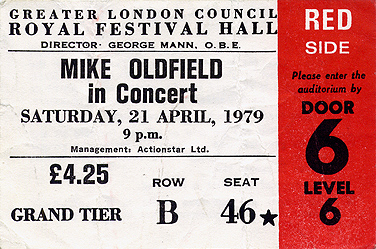 GREATER LONDON COUNCIL
ROYAL FESTIVAL HALL
DIRECTOR: GEORGE MANN, O.B.E.
MIKE OLDFIELD
in Concert
SATURDAY, 21 APRIL, 1979
9 p.m.
Management: Actionstar Ltd.
£4.25 ROW SEAT
GRAND TIER B 46★
RED
SIDE
Please enter the
auditorium by
DOOR
6
LEVEL
6